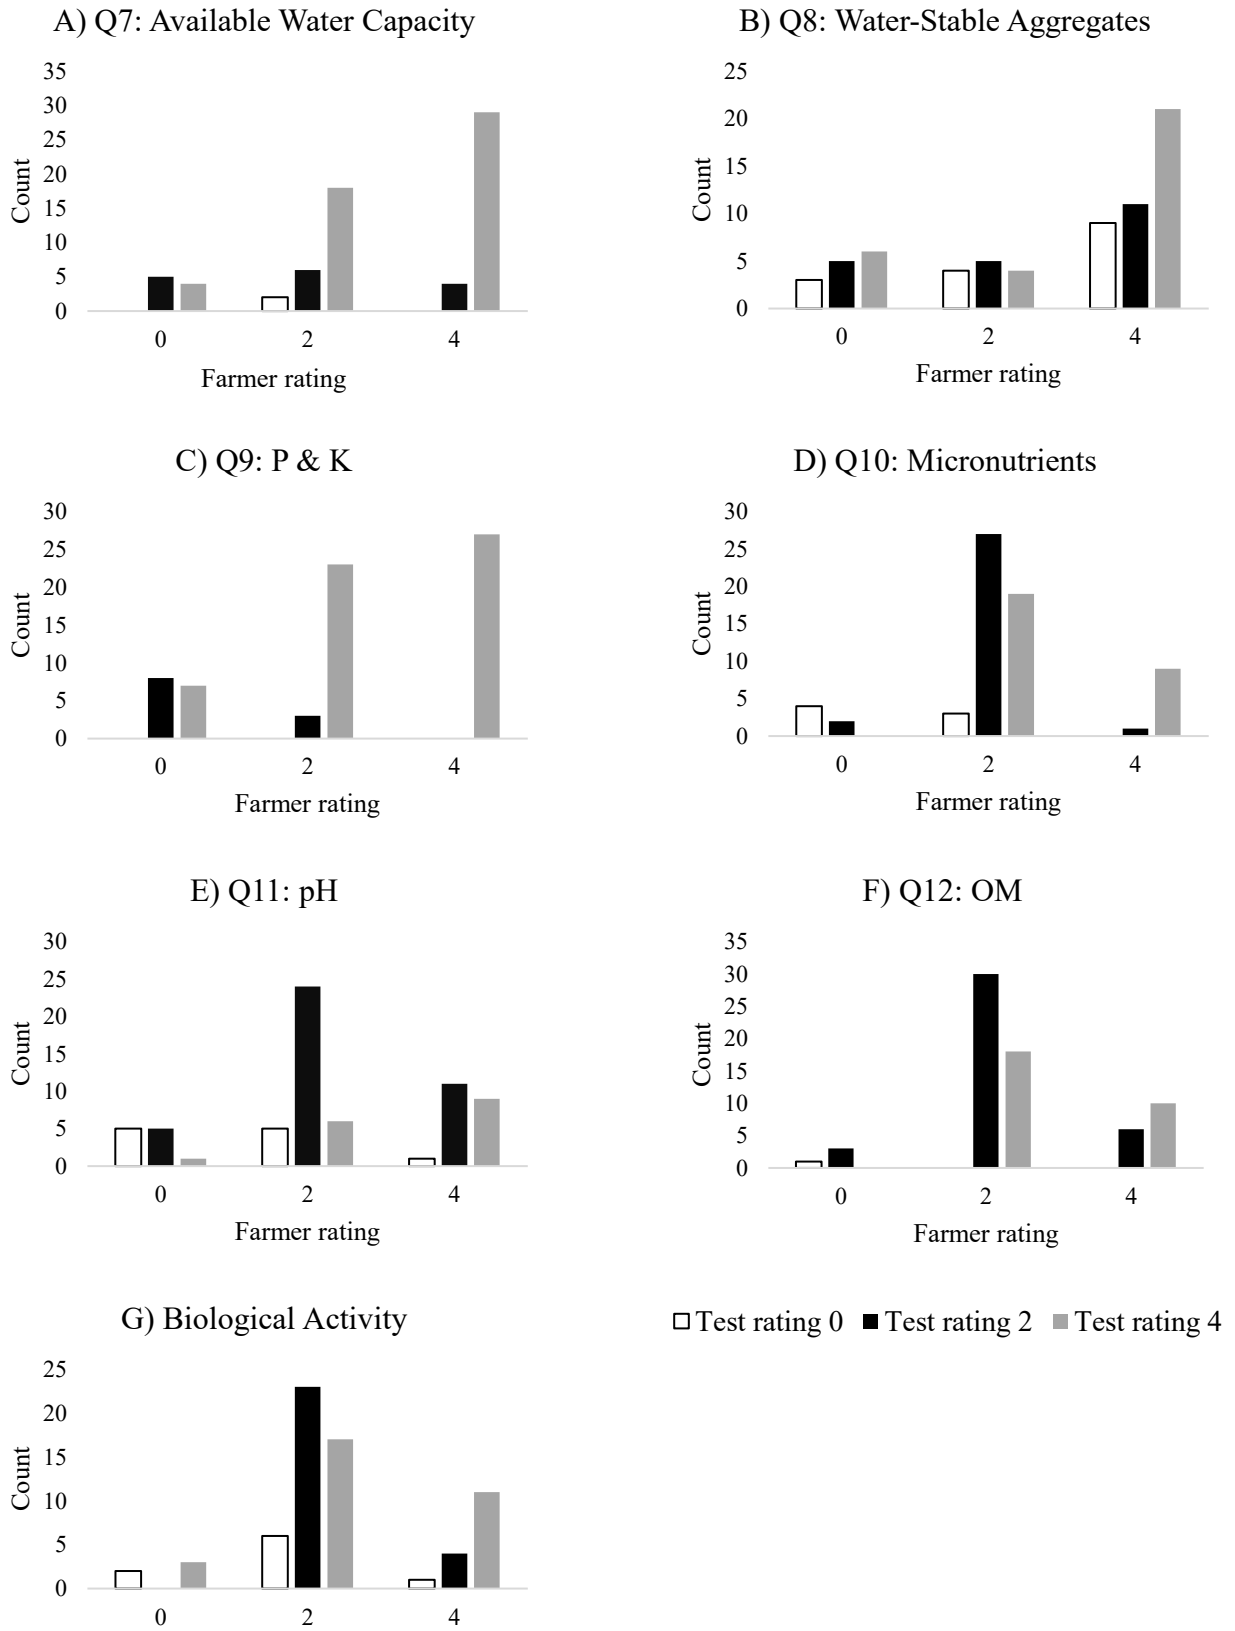 A) Q7: Available Water Capacity
35
30
25
20
15
10
5
0
Count
0 2 4
Farmer rating
B) Q8: Water-Stable Aggregates
25
20
15
10
5
0
Count
0 2 4
Farmer rating
C) Q9: P & K
30
25
20
15
10
5
0
Count
0 2 4
Farmer rating
D) Q10: Micronutrients
30
25
20
15
10
5
0
Count
0 2 4
Farmer rating
E) Q11: pH
30
25
20
15
10
5
0
Count
0 2 4
Farmer rating
F) Q12: OM
35
30
25
20
15
10
5
0
Count
0 2 4
Farmer rating
G) Biological Activity
25
20
15
10
5
0
Count
0 2 4
Test rating 0 Test rating 2 Test rating 4